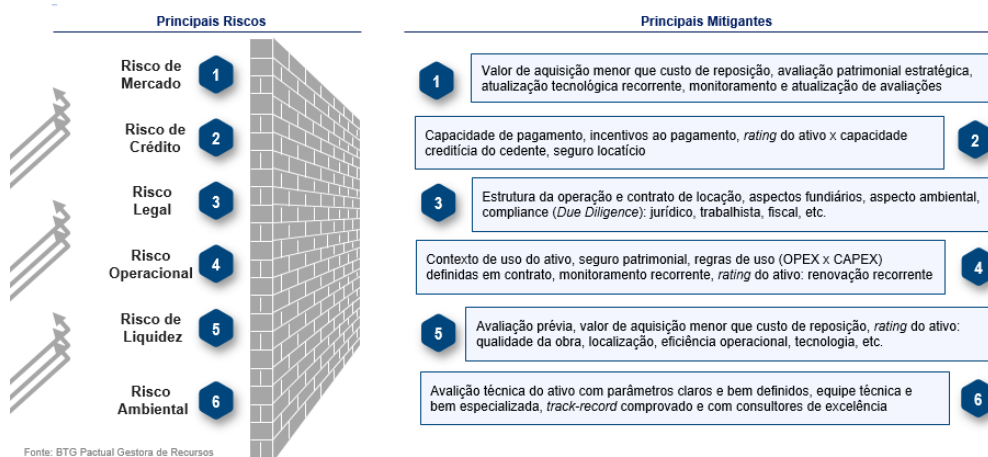 Principais Riscos
Principais Mitigantes
Risco de
Mercado
1
1
Valor de aquisição menor que custo de reposição, avaliação patrimonial estratégica,
atualização tecnológica recorrente, monitoramento e atualização de avaliações
Risco de
Crédito
2
Capacidade de pagamento, incentivos ao pagamento, rating do ativo x capacidade
creditícia do cedente, seguro locatício
2
Risco
Legal
3
3
Estrutura da operação e contrato de locação, aspectos fundiários, aspecto ambiental,
compliance (Due Diligence): jurídico, trabalhista, fiscal, etc.
Risco
Operacional
4
Contexto de uso do ativo, seguro patrimonial, regras de uso (OPEX x CAPEX)
definidas em contrato, monitoramento recorrente, rating do ativo: renovação recorrente
4
Risco de
Liquidez
5
5
Avaliação prévia, valor de aquisição menor que custo de reposição, rating do ativo:
qualidade da obra, localização, eficiência operacional, tecnologia, etc.
Risco
Ambiental
6
Avalição técnica do ativo com parâmetros claros e bem definidos, equipe técnica e
bem especializada, track-record comprovado e com consultores de excelência
6
Fonte: BTG Pactual Gestora de Recursos